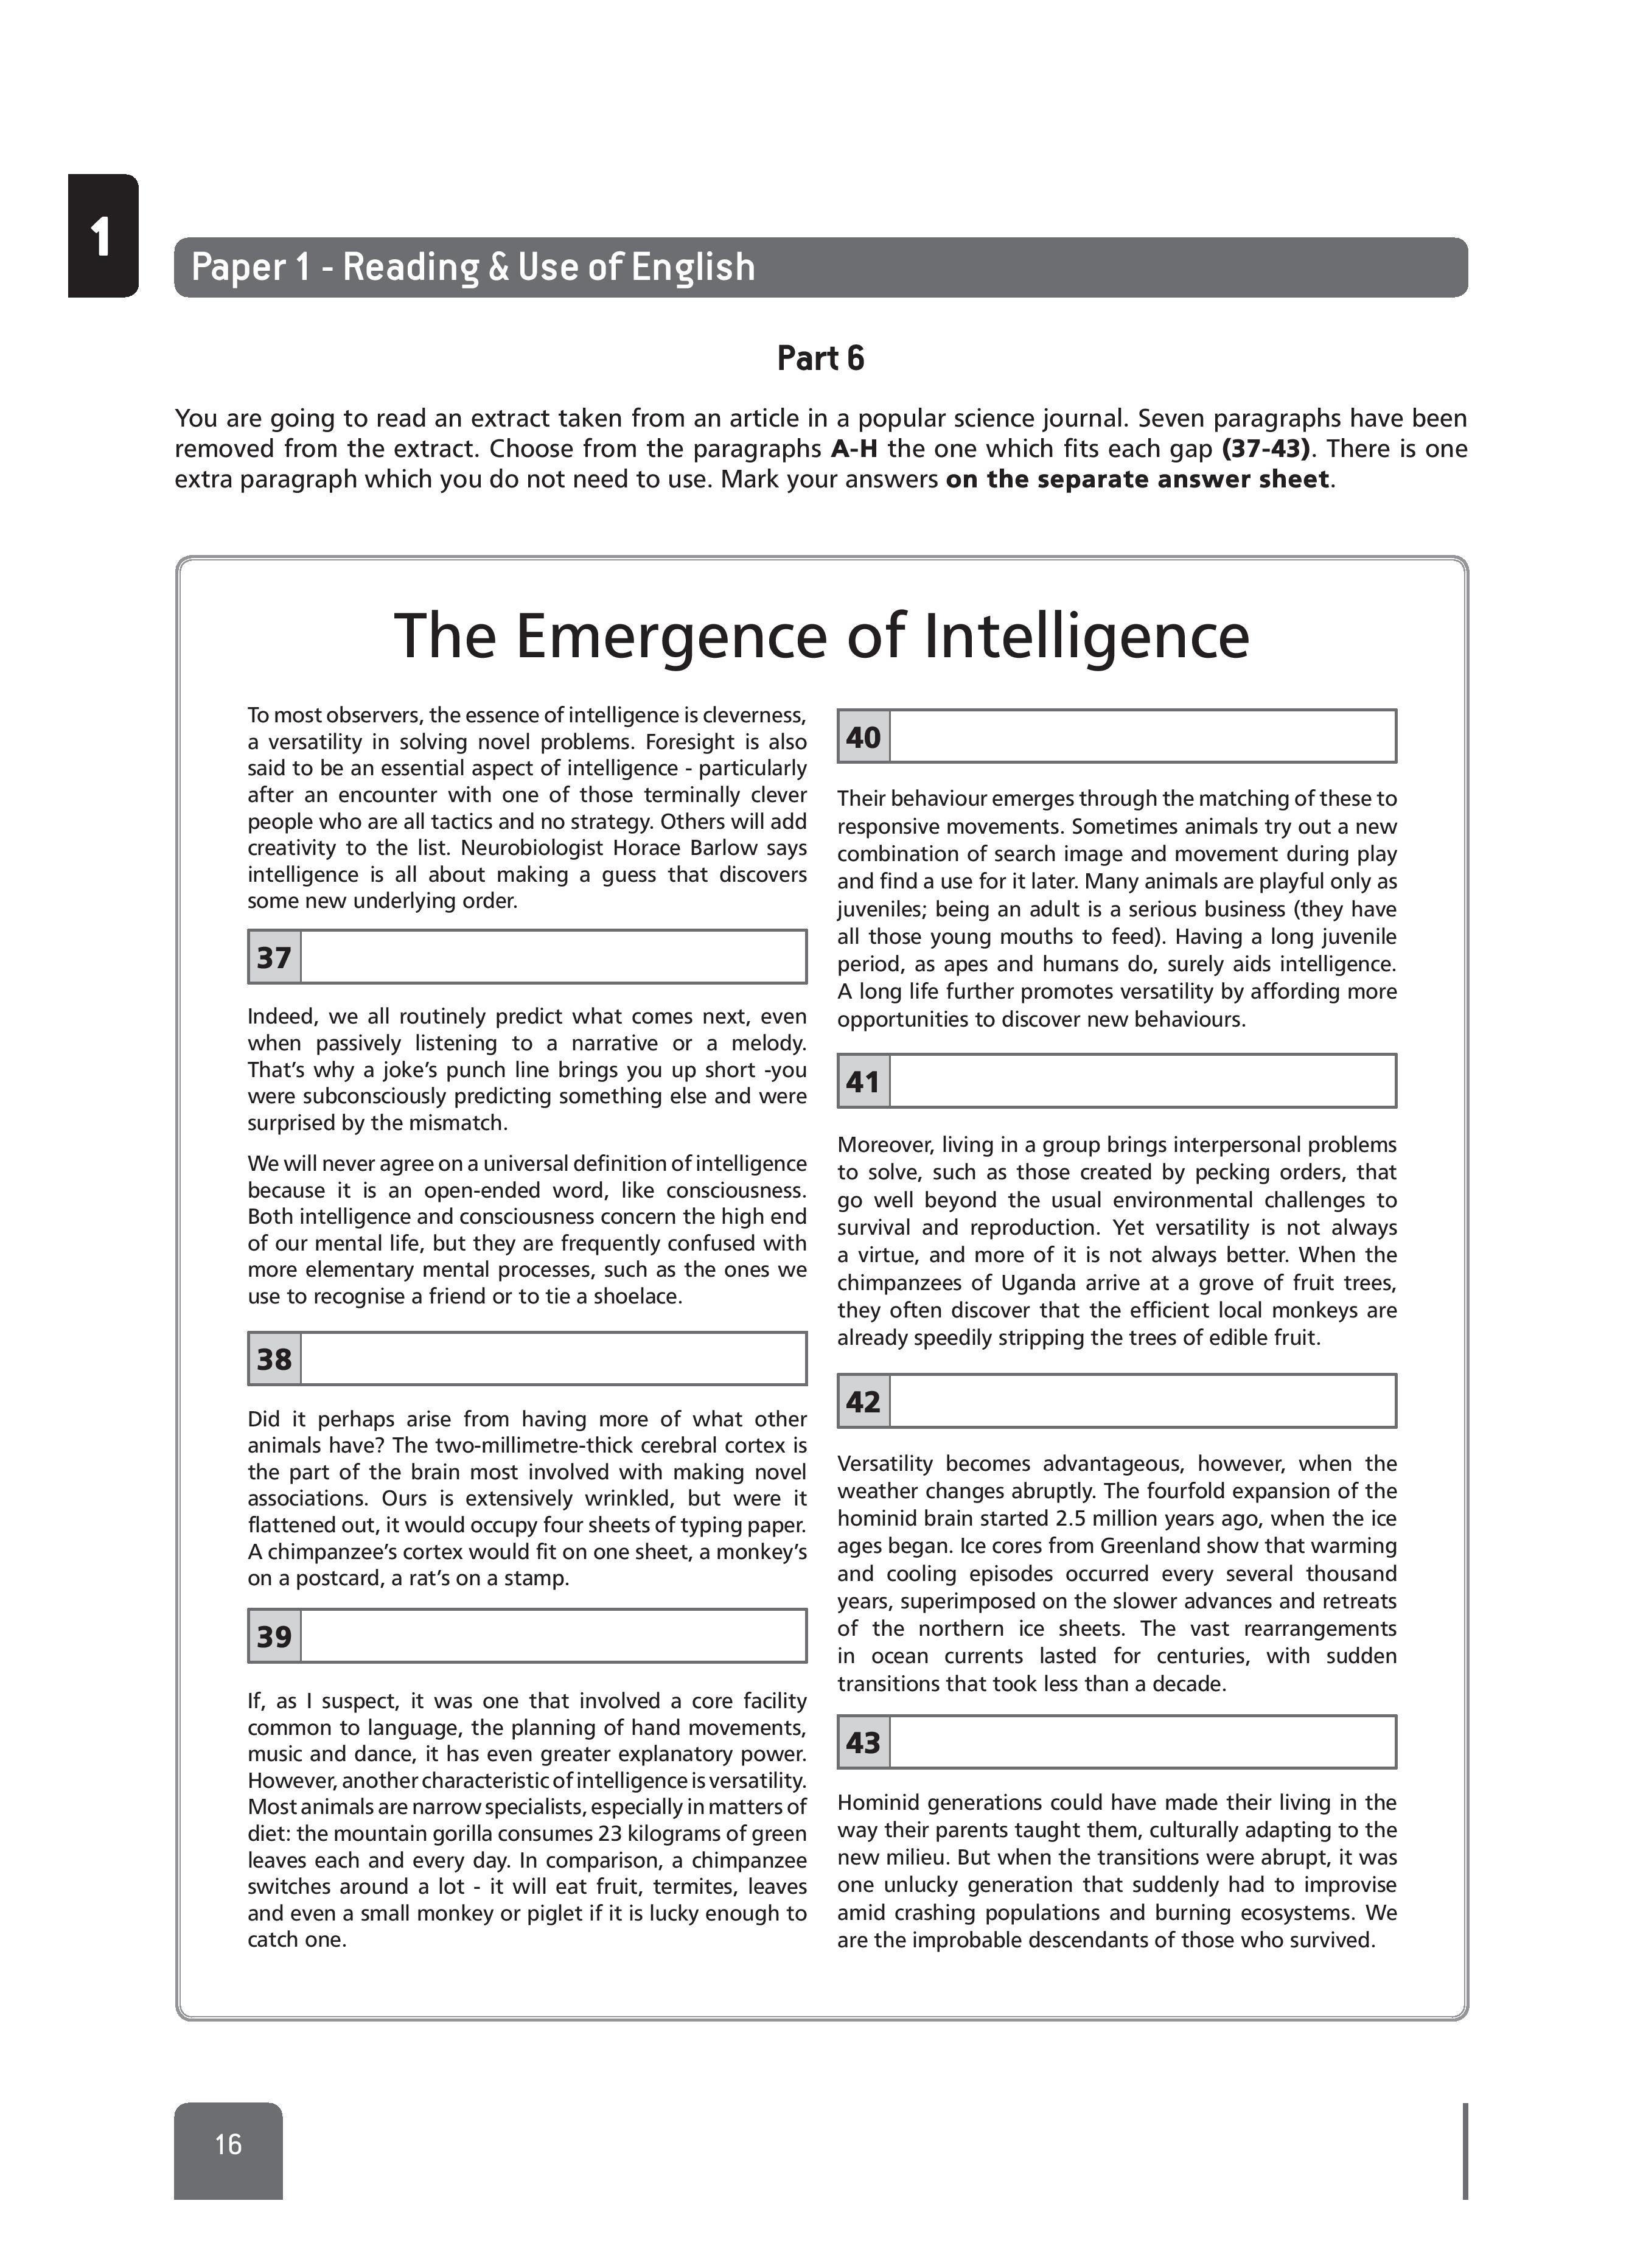 1
Paper 1 - Reading & Use of English
Part 6
You are going to read an extract taken from an article in a popular science journal. Seven paragraphs have been
removed from the extract. Choose from the paragraphs A-H the one which fits each gap (37-43). There is one
extra paragraph which you do not need to use. Mark your answers on the separate answer sheet.
The Emergence of Intelligence
To most observers, the essence of intelligence is cleverness,
a versatility in solving novel problems. Foresight is also
said to be an essential aspect of intelligence - particularly
after an encounter with one of those terminally clever
people who are all tactics and no strategy. Others will add
creativity to the list. Neurobiologist Horace Barlow says
intelligence is all about making a guess that discovers
some new underlying order.
37
Indeed, we all routinely predict what comes next, even
when passively listening to a narrative or a melody.
That's why a joke's punch line brings you up short -you
were subconsciously predicting something else and were
surprised by the mismatch.
We will never agree on a universal definition of intelligence
because it is an open-ended word, like consciousness.
Both intelligence and consciousness concern the high end
of our mental life, but they are frequently confused with
more elementary mental processes, such as the ones we
use to recognise a friend or to tie a shoelace.
38
Did it perhaps arise from having more of what other
animals have? The two-millimetre-thick cerebral cortex is
the part of the brain most involved with making novel
associations. Ours is extensively wrinkled, but were it
flattened out, it would occupy four sheets of typing paper.
A chimpanzee's cortex would fit on one sheet, a monkey's
on a postcard, a rat's on a stamp.
39
If, as I suspect, it was one that involved a core facility
common to language, the planning of hand movements,
music and dance, it has even greater explanatory power.
However, another characteristic of intelligence is versatility.
Most animals are narrow specialists, especially in matters of
diet: the mountain gorilla consumes 23 kilograms of green
leaves each and every day. In comparison, a chimpanzee
switches around a lot - it will eat fruit, termites, leaves
and even a small monkey or piglet if it is lucky enough to
catch one.
40
Their behaviour emerges through the matching of these to
responsive movements. Sometimes animals try out a new
combination of search image and movement during play
and find a use for it later. Many animals are playful only as
juveniles; being an adult is a serious business (they have
all those young mouths to feed). Having a long juvenile
period, as apes and humans do, surely aids intelligence.
A long life further promotes versatility by affording more
opportunities to discover new behaviours.
41
Moreover, living in a group brings interpersonal problems
to solve, such as those created by pecking orders, that
go well beyond the usual environmental challenges to
survival and reproduction. Yet versatility is not always
a virtue, and more of it is not always better. When the
chimpanzees of Uganda arrive at a grove of fruit trees,
they often discover that the efficient local monkeys are
already speedily stripping the trees of edible fruit.
42
Versatility becomes advantageous, however, when the
weather changes abruptly. The fourfold expansion of the
hominid brain started 2.5 million years ago, when the ice
ages began. Ice cores from Greenland show that warming
and cooling episodes occurred every several thousand
years, superimposed on the slower advances and retreats
of the northern ice sheets. The vast rearrangements
in ocean currents lasted for centuries, with sudden
transitions that took less than a decade.
43
Hominid generations could have made their living in the
way their parents taught them, culturally adapting to the
new milieu. But when the transitions were abrupt, it was
one unlucky generation that suddenly had to improvise
amid crashing populations and burning ecosystems. We
are the improbable descendants of those who survived.
16